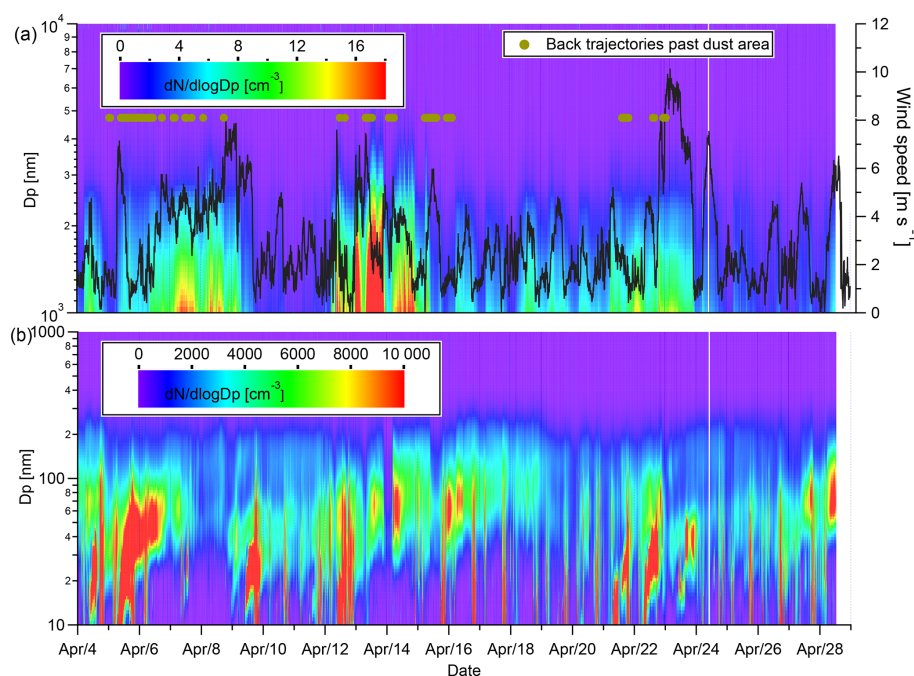 (a)
10^4
9
8
7
6
5
4
3
2
10^3
Dp [nm]
0 4 8 12 16
dN/dlogDp [cm^-3]
Back trajectories past dust area
12
10
8
6
4
2
0
Wind speed [m s^-1]
(b)
1000
8
6
4
2
100
8
6
4
2
10
Dp [nm]
0 2000 4000 6000 8000 10 000
dN/dlogDp [cm^-3]
Apr/4 Apr/6 Apr/8 Apr/10 Apr/12 Apr/14 Apr/16 Apr/18 Apr/20 Apr/22 Apr/24 Apr/26 Apr/28
Date